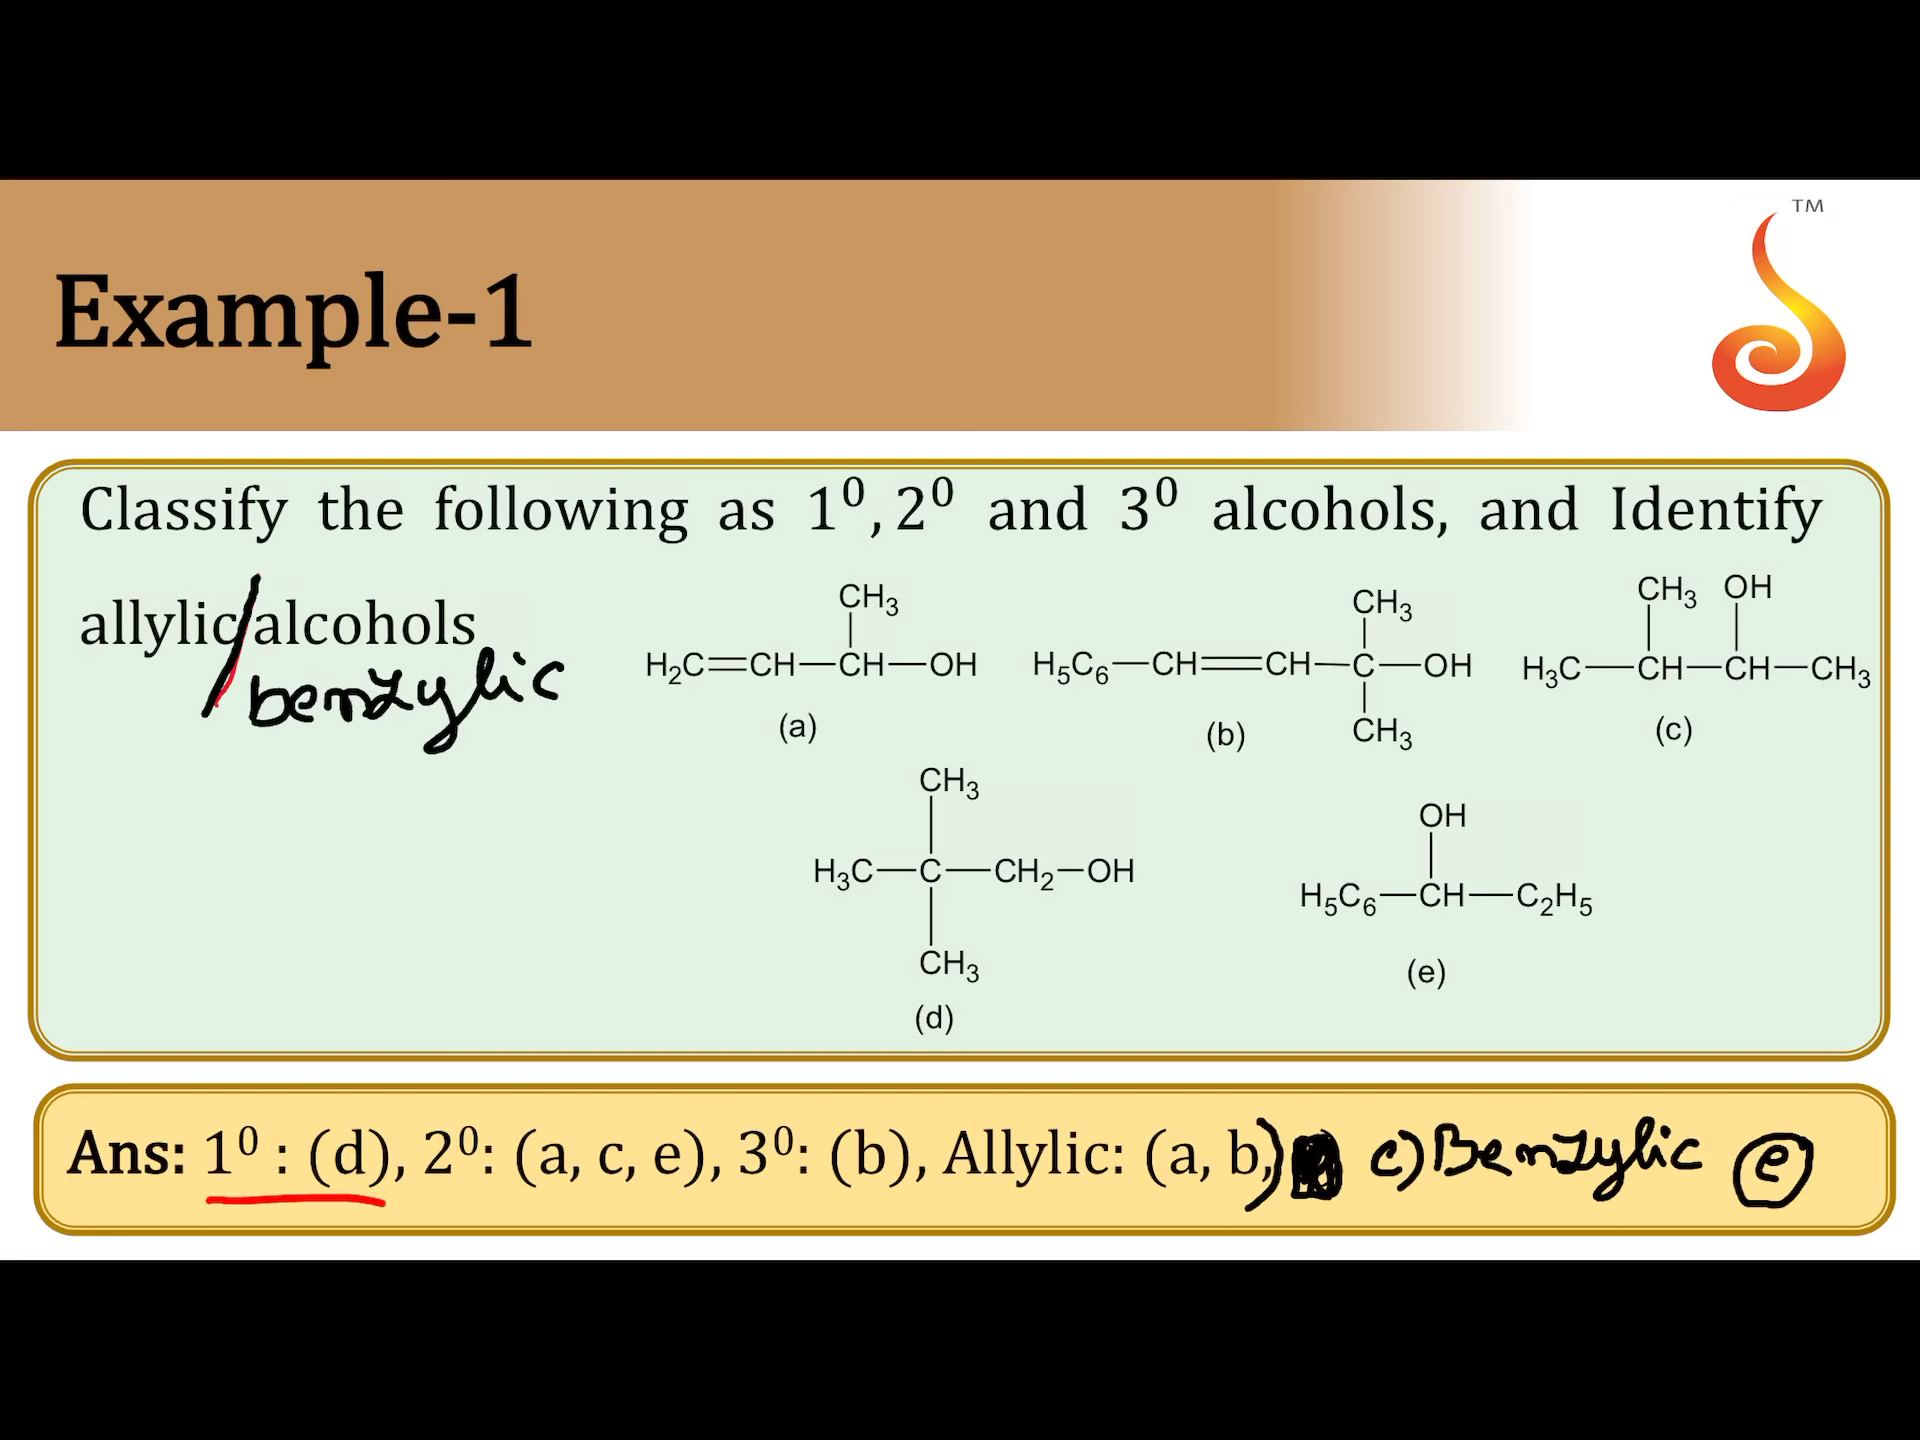 TM
Example-1
Classify the following as 1⁰, 2⁰ and 3⁰ alcohols, and Identify
allylic/alcohols
benzylic
CH₃
H₂C=CH—CH—OH
(a)
CH₃
H₅C₆—CH=CH—C—OH
CH₃
(b)
CH₃ OH
H₃C—CH—CH—CH₃
(c)
CH₃
H₃C—C—CH₂—OH
CH₃
(d)
OH
H₅C₆—CH—C₂H₅
(e)
Ans: 1⁰ : (d), 2⁰: (a, c, e), 3⁰: (b), Allylic: (a, b,) c) Benzylic e